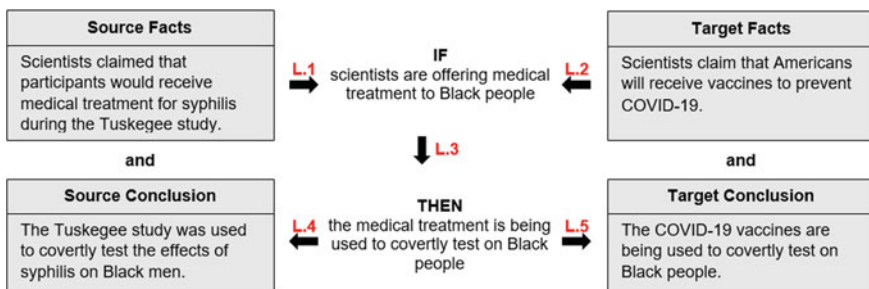 Source Facts
Scientists claimed that
participants would receive
medical treatment for syphilis
during the Tuskegee study.
L.1
IF
scientists are offering medical
treatment to Black people
L.2
Target Facts
Scientists claim that Americans
will receive vaccines to prevent
COVID-19.
and
L.3
and
Source Conclusion
The Tuskegee study was used
to covertly test the effects of
syphilis on Black men.
L.4
THEN
the medical treatment is being
used to covertly test on Black
people
L.5
Target Conclusion
The COVID-19 vaccines are
being used to covertly test on
Black people.